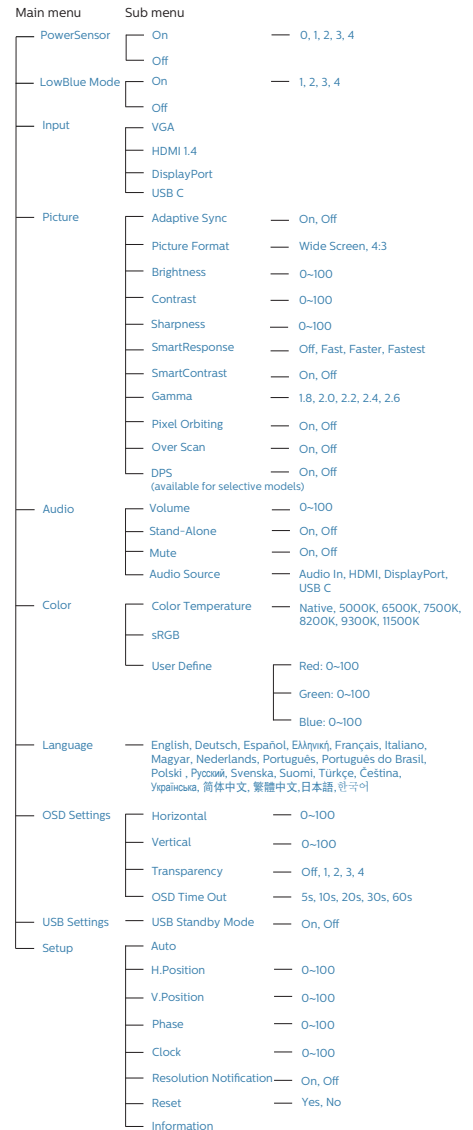 Main menu Sub menu
PowerSensor On 0, 1, 2, 3, 4
Off
LowBlue Mode On 1, 2, 3, 4
Off
Input VGA
HDMI 1.4
DisplayPort
USB C
Picture Adaptive Sync On, Off
Picture Format Wide Screen, 4:3
Brightness 0~100
Contrast 0~100
Sharpness 0~100
SmartResponse Off, Fast, Faster, Fastest
SmartContrast On, Off
Gamma 1.8, 2.0, 2.2, 2.4, 2.6
Pixel Orbiting On, Off
Over Scan On, Off
DPS On, Off
(available for selective models)
Audio Volume 0~100
Stand-Alone On, Off
Mute On, Off
Audio Source Audio In, HDMI, DisplayPort,
USB C
Color Color Temperature Native, 5000K, 6500K, 7500K,
8200K, 9300K, 11500K
sRGB
User Define Red: 0~100
Green: 0~100
Blue: 0~100
Language English, Deutsch, Español, Ελληνική, Français, Italiano,
Magyar, Nederlands, Português, Português do Brasil,
Polski , Русский, Svenska, Suomi, Türkçe, Čeština,
Українська, 简体中文, 繁體中文,日本語,한국어
OSD Settings Horizontal 0~100
Vertical 0~100
Transparency Off, 1, 2, 3, 4
OSD Time Out 5s, 10s, 20s, 30s, 60s
USB Settings USB Standby Mode On, Off
Setup Auto
H.Position 0~100
V.Position 0~100
Phase 0~100
Clock 0~100
Resolution Notification On, Off
Reset Yes, No
Information